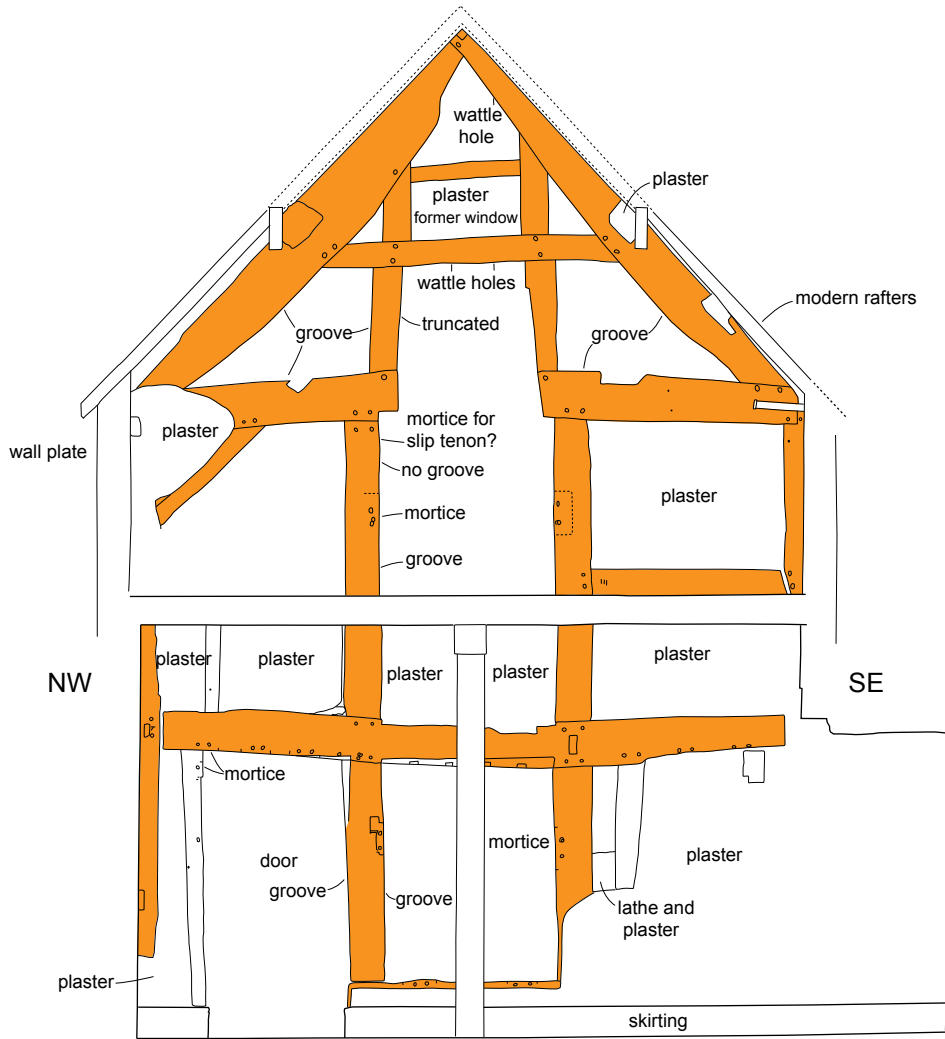 wattle
hole
plaster
plaster
former window
wattle holes
modern rafters
groove
truncated
groove
plaster
mortice for
slip tenon?
wall plate
no groove
plaster
mortice
groove
plaster
plaster
plaster
plaster
plaster
NW
SE
mortice
mortice
door
plaster
groove
groove
lathe and
plaster
plaster
skirting